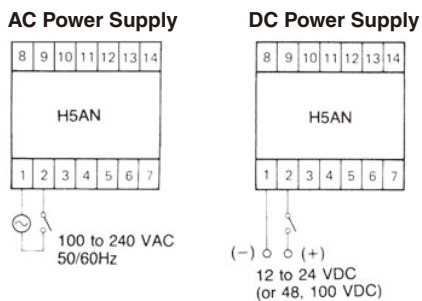 AC Power Supply
8 9 10 11 12 13 14
H5AN
1 2 3 4 5 6 7
100 to 240 VAC
50/60Hz
DC Power Supply
8 9 10 11 12 13 14
H5AN
1 2 3 4 5 6 7
(−) (+)
12 to 24 VDC
(or 48, 100 VDC)